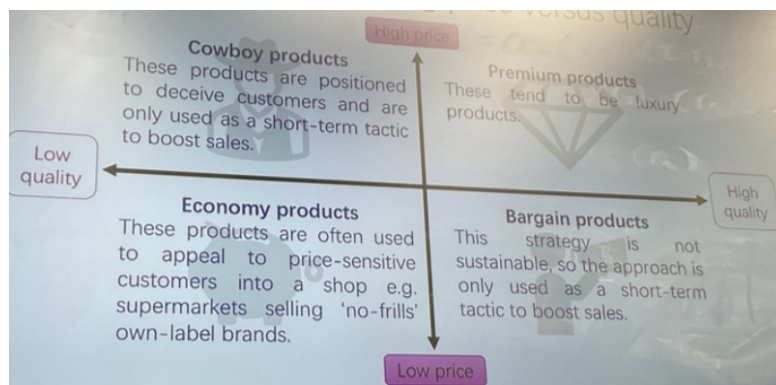 price versus quality
High price
Cowboy products
These products are positioned
to deceive customers and are
only used as a short-term tactic
to boost sales.
Premium products
These tend to be luxury
products.
Low
quality
High
quality
Economy products
These products are often used
to appeal to price-sensitive
customers into a shop e.g.
supermarkets selling 'no-frills'
own-label brands.
Bargain products
This strategy is not
sustainable, so the approach is
only used as a short-term
tactic to boost sales.
Low price